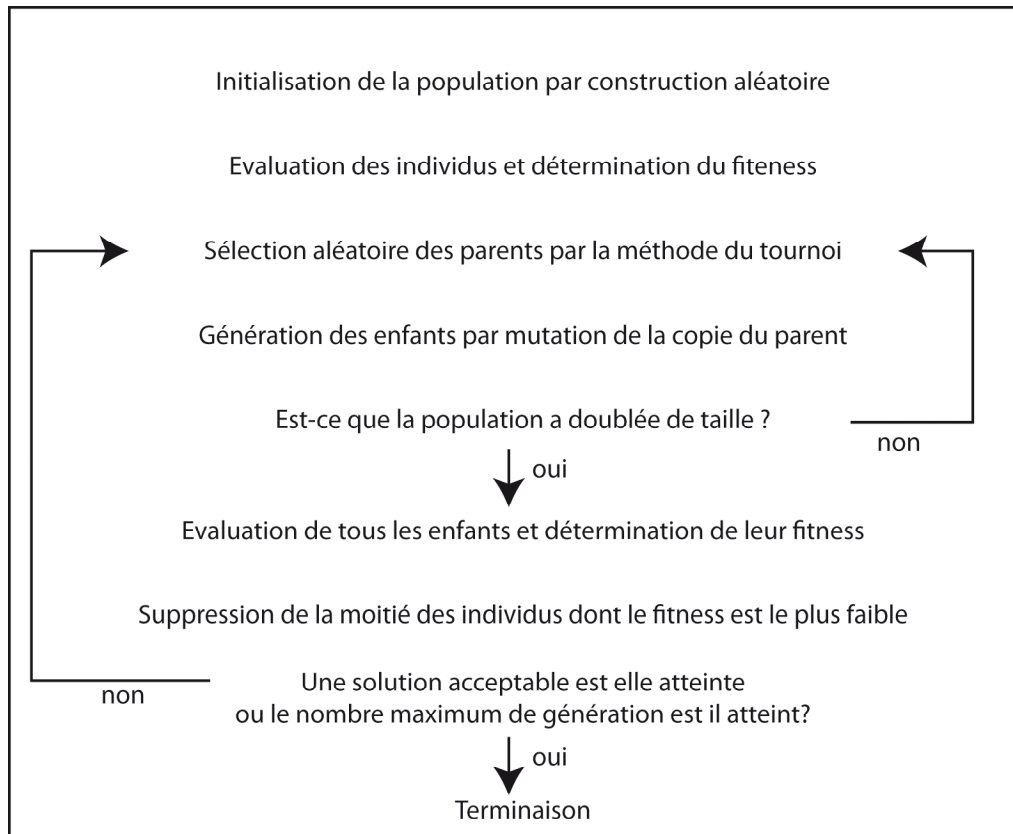 Initialisation de la population par construction aléatoire
Evaluation des individus et détermination du fiteness
Sélection aléatoire des parents par la méthode du tournoi
Génération des enfants par mutation de la copie du parent
Est-ce que la population a doublée de taille ?
non
oui
Evaluation de tous les enfants et détermination de leur fitness
Suppression de la moitié des individus dont le fitness est le plus faible
Une solution acceptable est elle atteinte
non
ou le nombre maximum de génération est il atteint?
oui
Terminaison